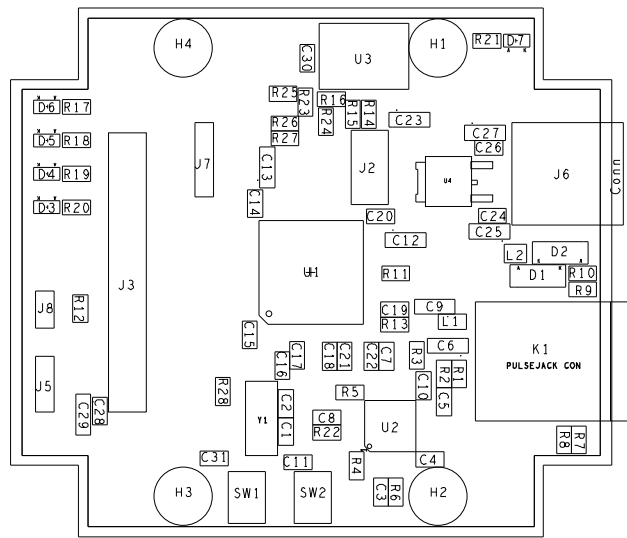 H4
H1
R21
D7
C30
U3
R25
R23
R16
R24
R15
R14
C23
R26
R27
D6
R17
D5
R18
D4
R19
D3
R20
J7
C13
C14
J2
C27
C26
U4
J6
Conn
C20
C24
C25
C12
L2
D2
D1
R10
R9
R11
J3
J8
R12
C19
R13
C9
L1
C15
C16
C17
C18
C21
C22
C7
R3
C6
K1
PULSEJACK CON
R2
R1
J5
C29
C28
R28
Y1
C2
C1
R5
C10
C5
C8
R22
U2
R8
R7
C31
C11
R4
C4
H3
SW1
SW2
C3
R6
H2